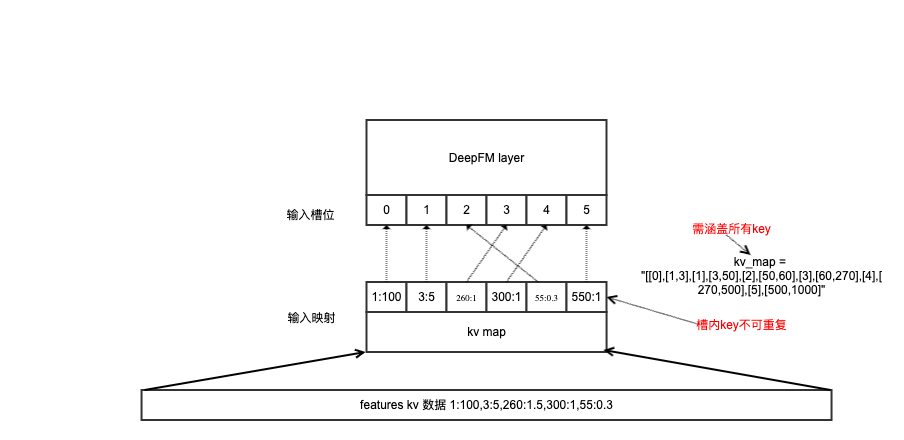 DeepFM layer
输入槽位
0 1 2 3 4 5
需涵盖所有key
kv_map =
"[[0],[1,3],[1],[3,50],[2],[50,60],[3],[60,270],[4],[
270,500],[5],[500,1000]"
输入映射
1:100 3:5 260:1 300:1 55:0.3 550:1
槽内key不可重复
kv map
features kv 数据 1:100,3:5,260:1.5,300:1,55:0.3